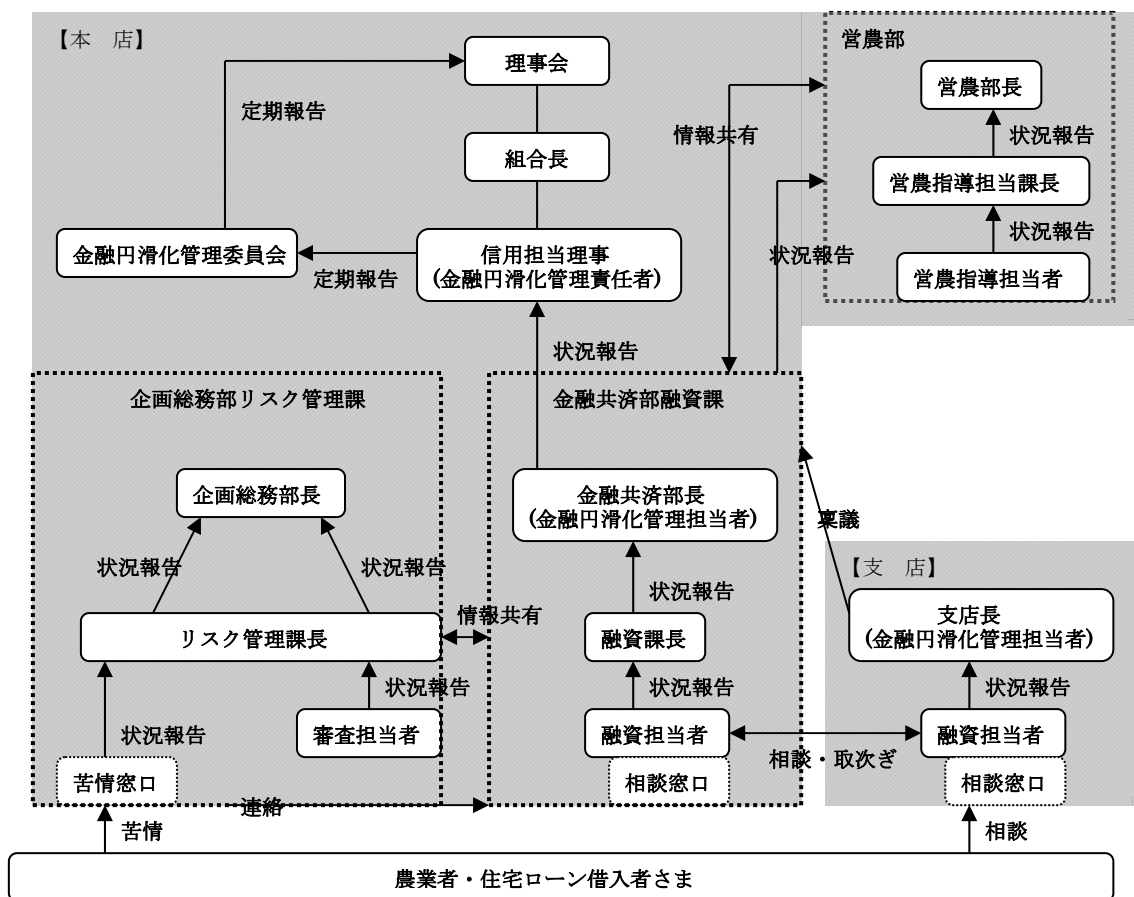 【本　店】
理事会
定期報告
組合長
金融円滑化管理委員会
定期報告
信用担当理事
(金融円滑化管理責任者)
状況報告
情報共有
状況報告
営農部
営農部長
状況報告
営農指導担当課長
状況報告
営農指導担当者
企画総務部リスク管理課
企画総務部長
状況報告
状況報告
リスク管理課長
状況報告
状況報告
審査担当者
苦情窓口
情報共有
連絡
金融共済部融資課
金融共済部長
(金融円滑化管理担当者)
状況報告
融資課長
状況報告
融資担当者
相談窓口
稟議
相談・取次ぎ
【支　店】
支店長
(金融円滑化管理担当者)
状況報告
融資担当者
相談窓口
苦情
相談
農業者・住宅ローン借入者さま